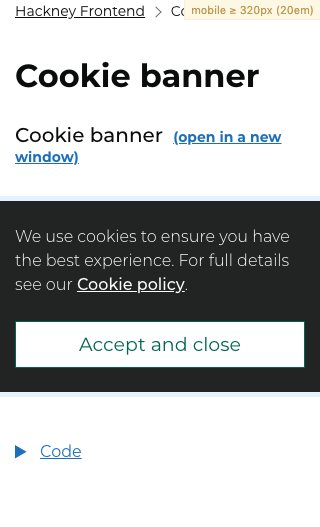 Hackney Frontend > Co
mobile ≥ 320px (20em)
Cookie banner
Cookie banner (open in a new
window)
We use cookies to ensure you have
the best experience. For full details
see our Cookie policy.
Accept and close
Code